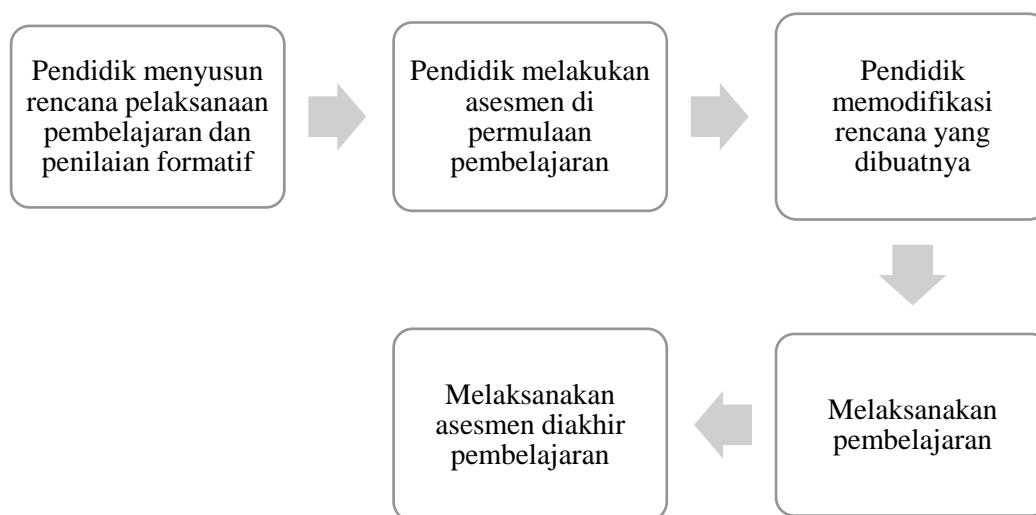 Pendidik menyusun
rencana pelaksanaan
pembelajaran dan
penilaian formatif
Pendidik melakukan
asesmen di
permulaan
pembelajaran
Pendidik
memodifikasi
rencana yang
dibuatnya
Melaksanakan
pembelajaran
Melaksanakan
asesmen diakhir
pembelajaran